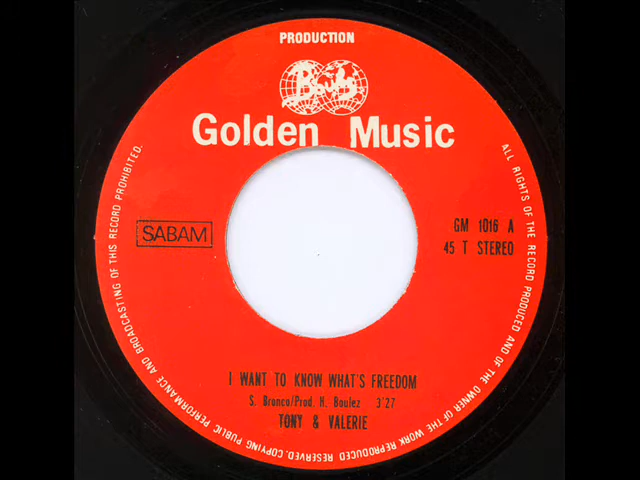 PRODUCTION
Boulez
Golden Music
SABAM
GM 1016 A
45 T STEREO
I WANT TO KNOW WHAT'S FREEDOM
S. Branco/Prod. H. Boulez 3'27
TONY & VALERIE
ALL RIGHTS OF THE RECORD PRODUCED AND OF THE OWNER OF THE WORK REPRODUCED RESERVED.COPYING PUBLIC PERFORMANCE AND BROADCASTING OF THIS RECORD PROHIBITED.